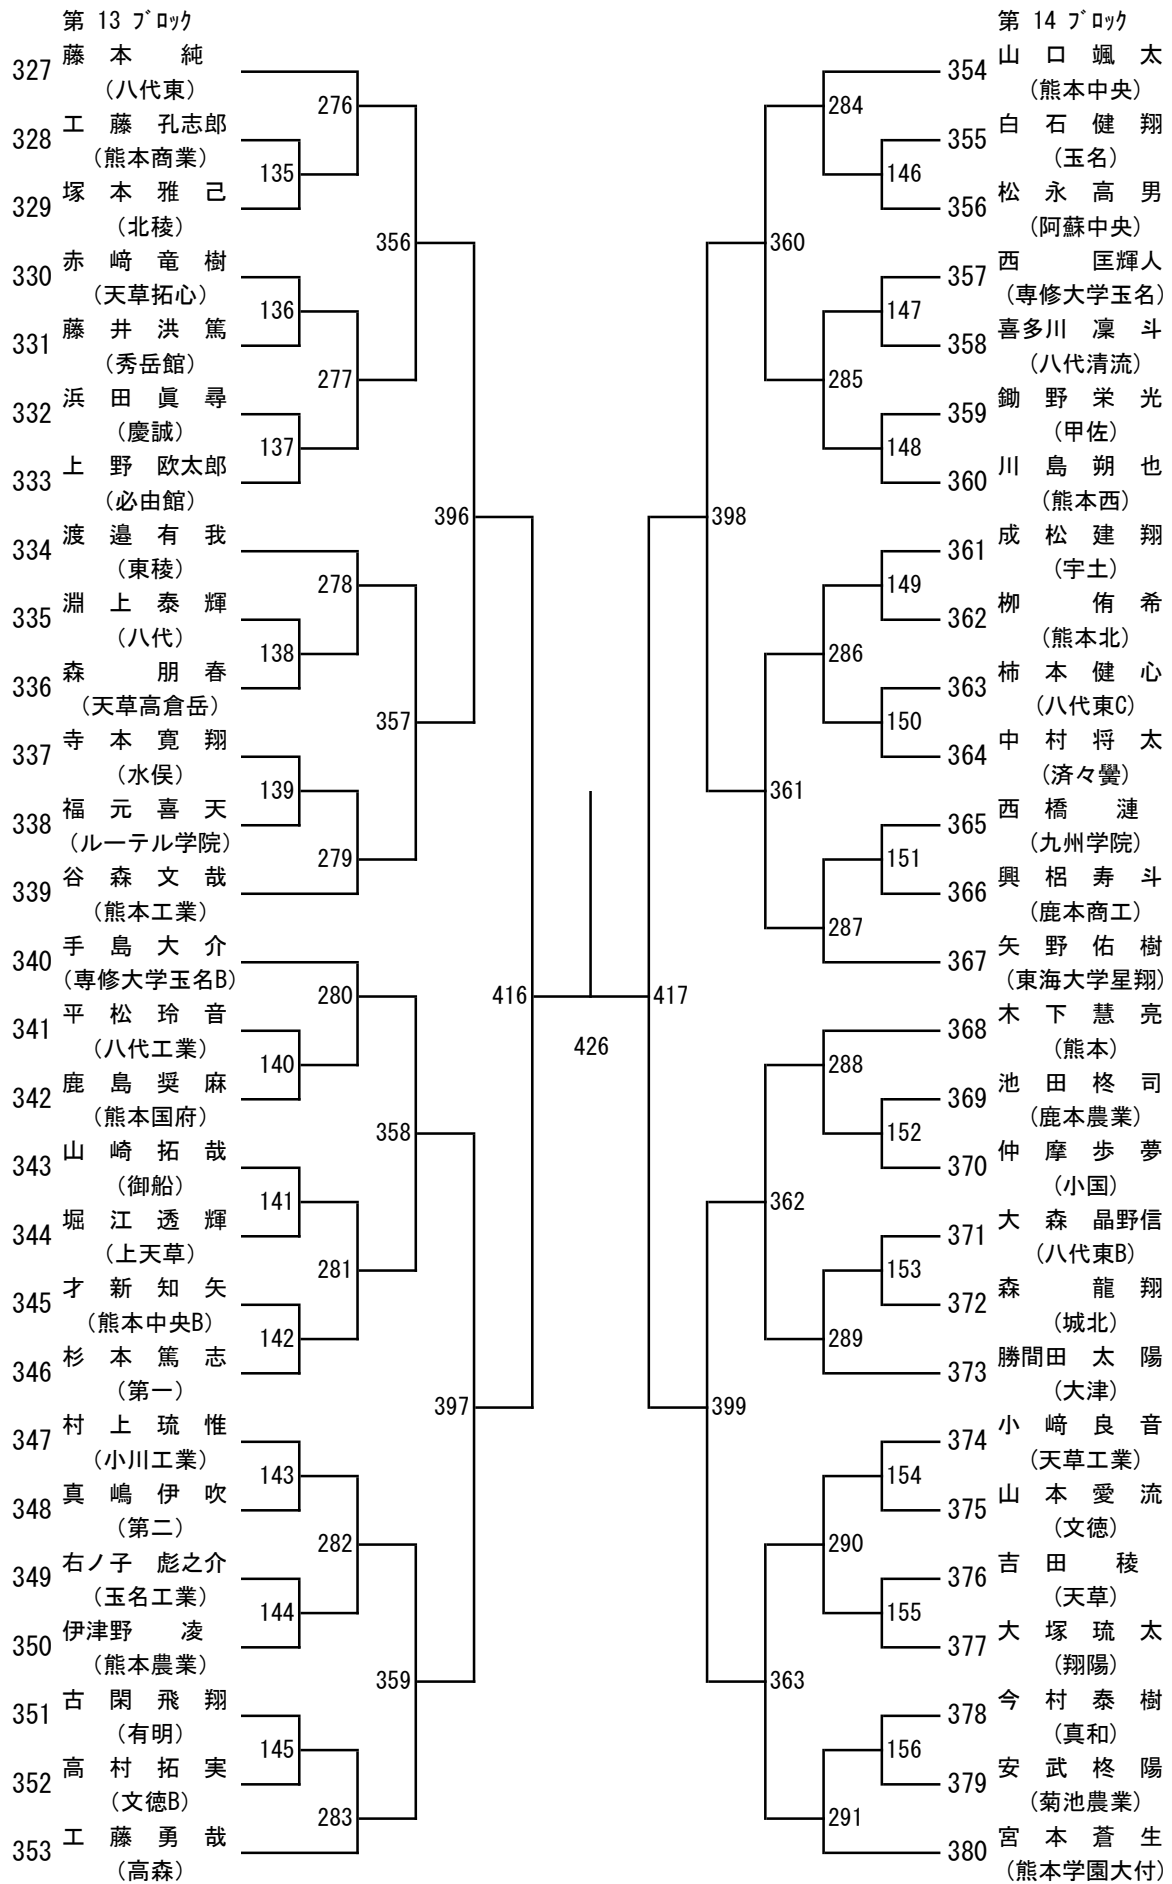 第 13 ブロック
327 藤 本 純
(八代東)
276
328 工 藤 孔志郎
(熊本商業)
135
329 塚 本 雅 己
(北稜)
356
330 赤 﨑 竜 樹
(天草拓心)
136
331 藤 井 洪 篤
(秀岳館)
277
332 浜 田 眞 尋
(慶誠)
137
333 上 野 欧太郎
(必由館)
396
334 渡 邉 有 我
(東稜)
278
335 淵 上 泰 輝
(八代)
138
336 森 朋 春
(天草高倉岳)
357
337 寺 本 寛 翔
(水俣)
139
338 福 元 喜 天
(ルーテル学院)
279
339 谷 森 文 哉
(熊本工業)
340 手 島 大 介
(専修大学玉名B)
280
416
341 平 松 玲 音
(八代工業)
140
342 鹿 島 奨 麻
(熊本国府)
358
343 山 崎 拓 哉
(御船)
141
344 堀 江 透 輝
(上天草)
281
345 才 新 知 矢
(熊本中央B)
142
346 杉 本 篤 志
(第一)
397
347 村 上 琉 惟
(小川工業)
143
348 真 嶋 伊 吹
(第二)
282
349 右ノ子 彪之介
(玉名工業)
144
350 伊津野 凌
(熊本農業)
359
351 古 閑 飛 翔
(有明)
145
352 高 村 拓 実
(文徳B)
283
353 工 藤 勇 哉
(高森)
426
第 14 ブロック
354 山 口 颯 太
(熊本中央)
284
355 白 石 健 翔
(玉名)
146
356 松 永 高 男
(阿蘇中央)
360
357 西 匡輝人
(専修大学玉名)
147
358 喜多川 凜 斗
(八代清流)
285
359 鋤 野 栄 光
(甲佐)
148
360 川 島 朔 也
(熊本西)
398
361 成 松 建 翔
(宇土)
149
362 栁 侑 希
(熊本北)
286
363 柿 本 健 心
(八代東C)
150
364 中 村 将 太
(済々黌)
361
365 西 橋 漣
(九州学院)
151
366 興 梠 寿 斗
(鹿本商工)
287
367 矢 野 佑 樹
(東海大学星翔)
417
368 木 下 慧 亮
(熊本)
288
369 池 田 柊 司
(鹿本農業)
152
370 仲 摩 歩 夢
(小国)
362
371 大 森 晶野信
(八代東B)
153
372 森 龍 翔
(城北)
289
373 勝間田 太 陽
(大津)
399
374 小 﨑 良 音
(天草工業)
154
375 山 本 愛 流
(文徳)
290
376 吉 田 稜
(天草)
155
377 大 塚 琉 太
(翔陽)
363
378 今 村 泰 樹
(真和)
156
379 安 武 柊 陽
(菊池農業)
291
380 宮 本 蒼 生
(熊本学園大付)